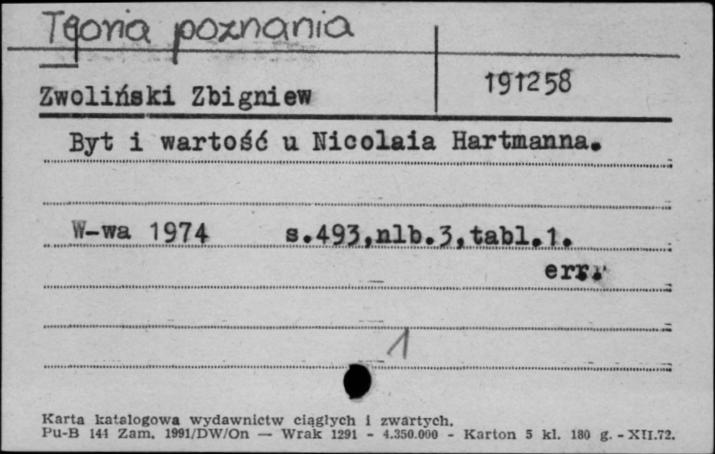 Teoria poznania
191258
Zwoliński Zbigniew
Byt i wartość u Nicolaia Hartmanna.
W-wa 1974 s.493,nlb.3,tabl.1.
err.
1
Karta katalogowa wydawnictw ciągłych i zwartych.
Pu-B 144 Zam. 1991/DW/On — Wrak 1291 - 4.350.000 - Karton 5 kl. 180 g. - XII.72.